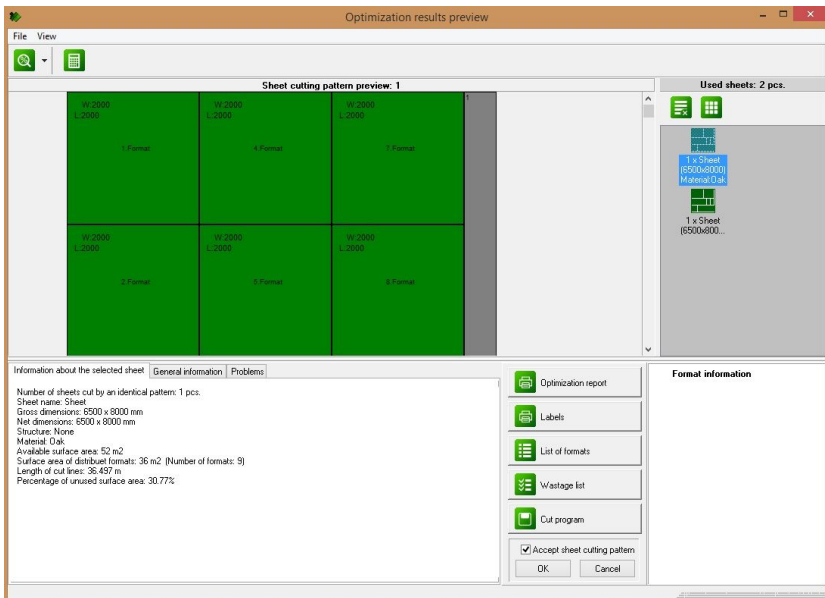 Optimization results preview
File View
Sheet cutting pattern preview: 1
Used sheets: 2 pcs.
W:2000
L:2000
1.Format
W:2000
L:2000
4.Format
W:2000
L:2000
7.Format
1
W:2000
L:2000
2.Format
W:2000
L:2000
5.Format
W:2000
L:2000
8.Format
1 x Sheet
(6500x8000)
Material:Oak
1 x Sheet
(6500x800...
Information about the selected sheet General information Problems
Number of sheets cut by an identical pattern: 1 pcs.
Sheet name: Sheet
Gross dimensions: 6500 x 8000 mm
Net dimensions: 6500 x 8000 mm
Structure: None
Material: Oak
Available surface area: 52 m2
Surface area of distribuet formats: 36 m2 (Number of formats: 9)
Length of cut lines: 36.497 m
Percentage of unused surface area: 30.77%
Optimization report
Labels
List of formats
Wastage list
Cut program
Accept sheet cutting pattern
OK Cancel
Format information